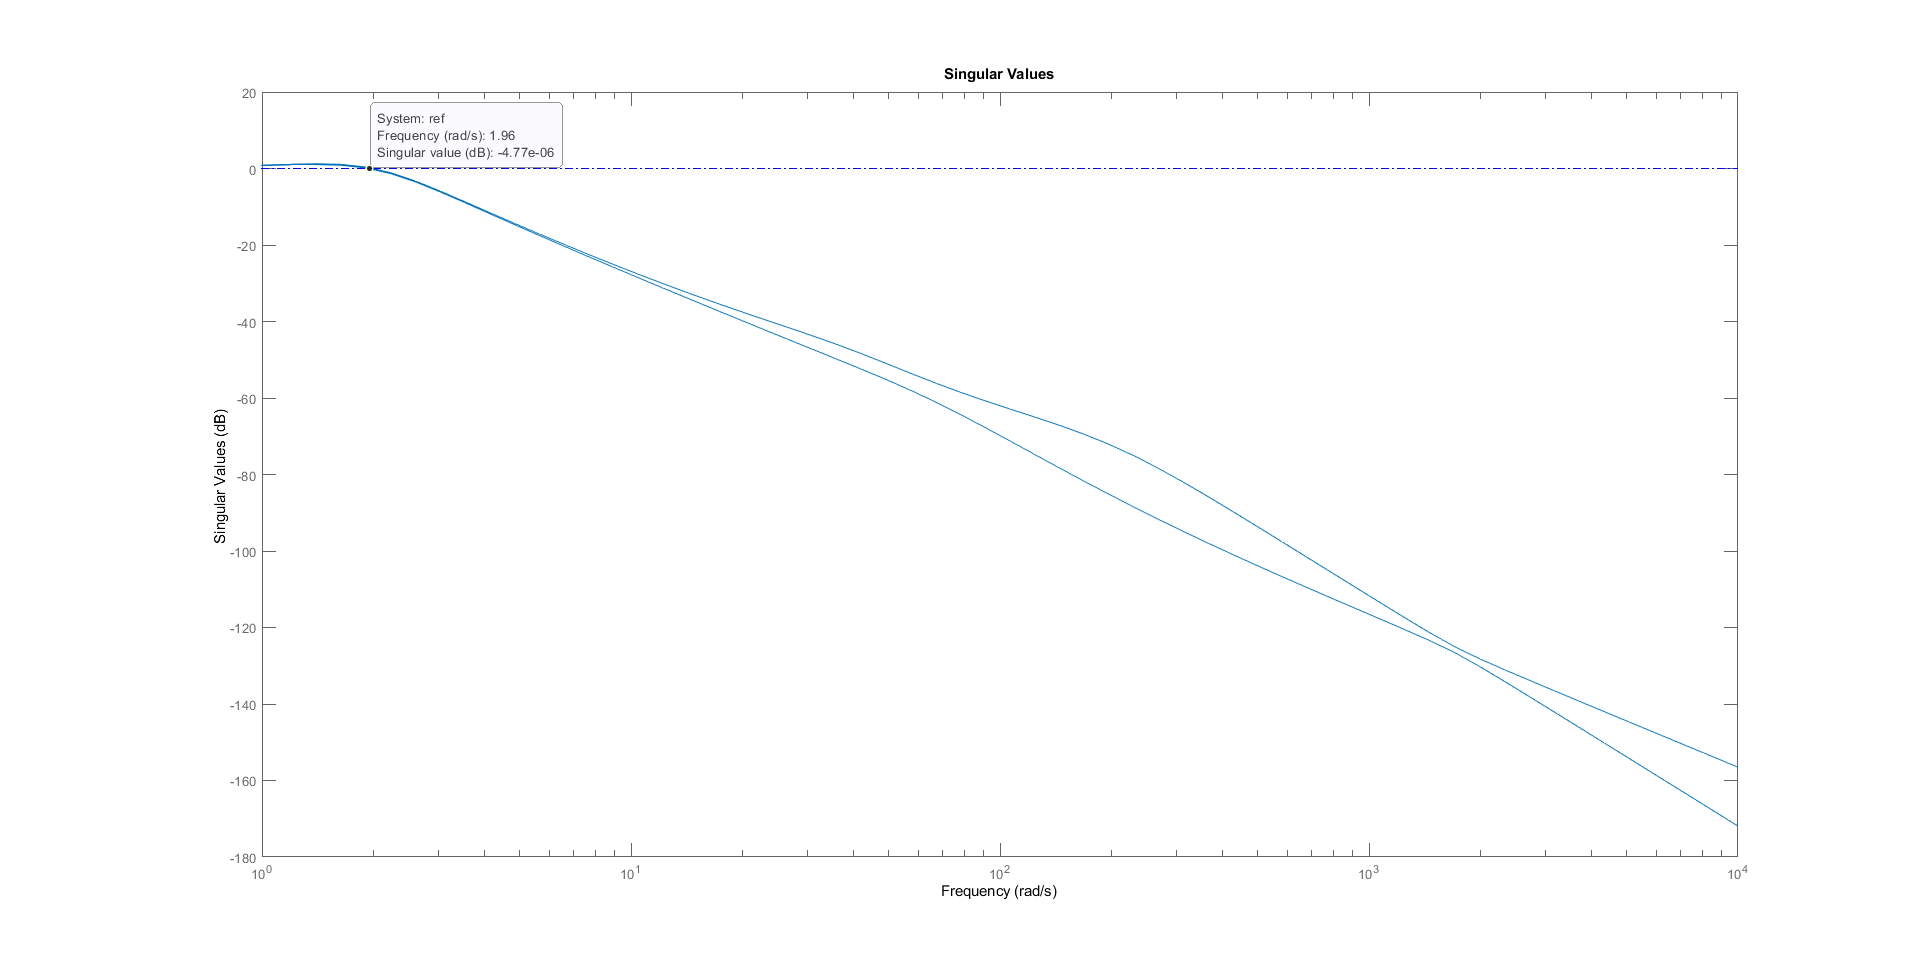 Singular Values
System: ref
Frequency (rad/s): 1.96
Singular value (dB): -4.77e-06
20
0
-20
-40
-60
-80
-100
-120
-140
-160
-180
Singular Values (dB)
10^0 10^1 10^2 10^3 10^4
Frequency (rad/s)